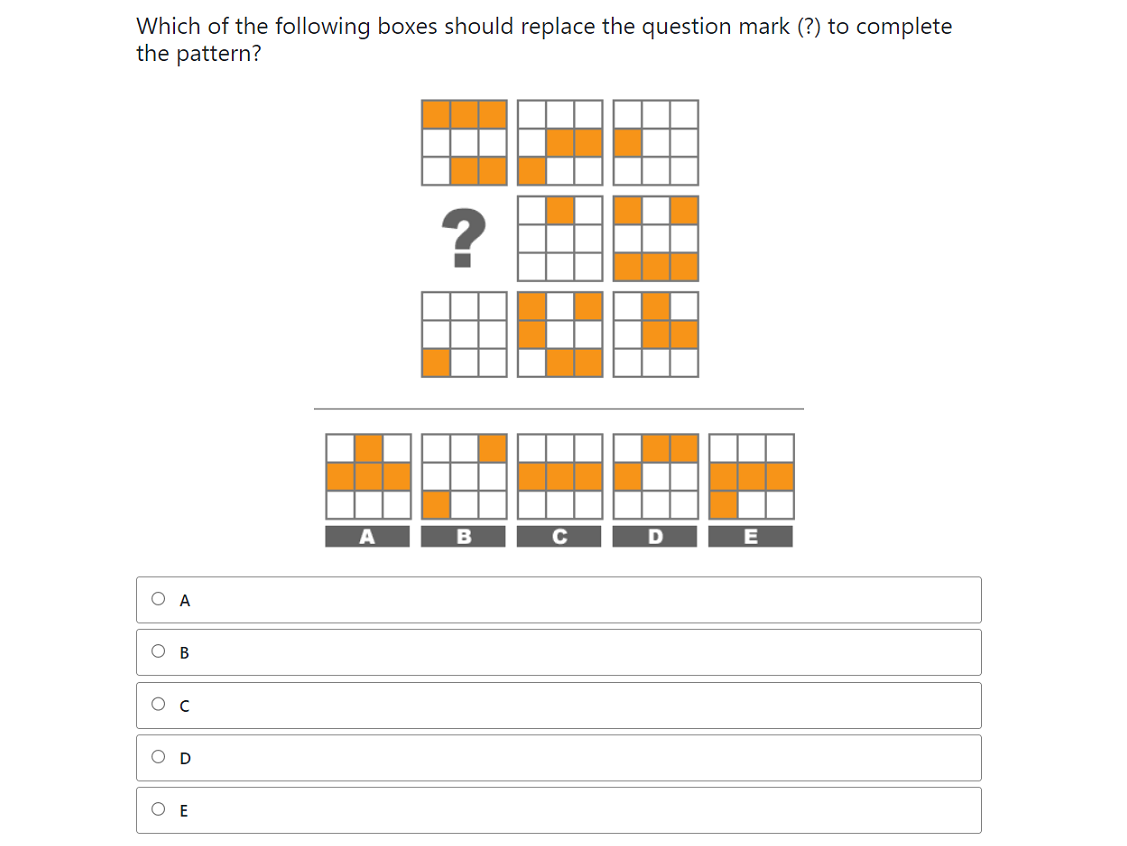 Which of the following boxes should replace the question mark (?) to complete
the pattern?
?
A B C D E
A
B
C
D
E